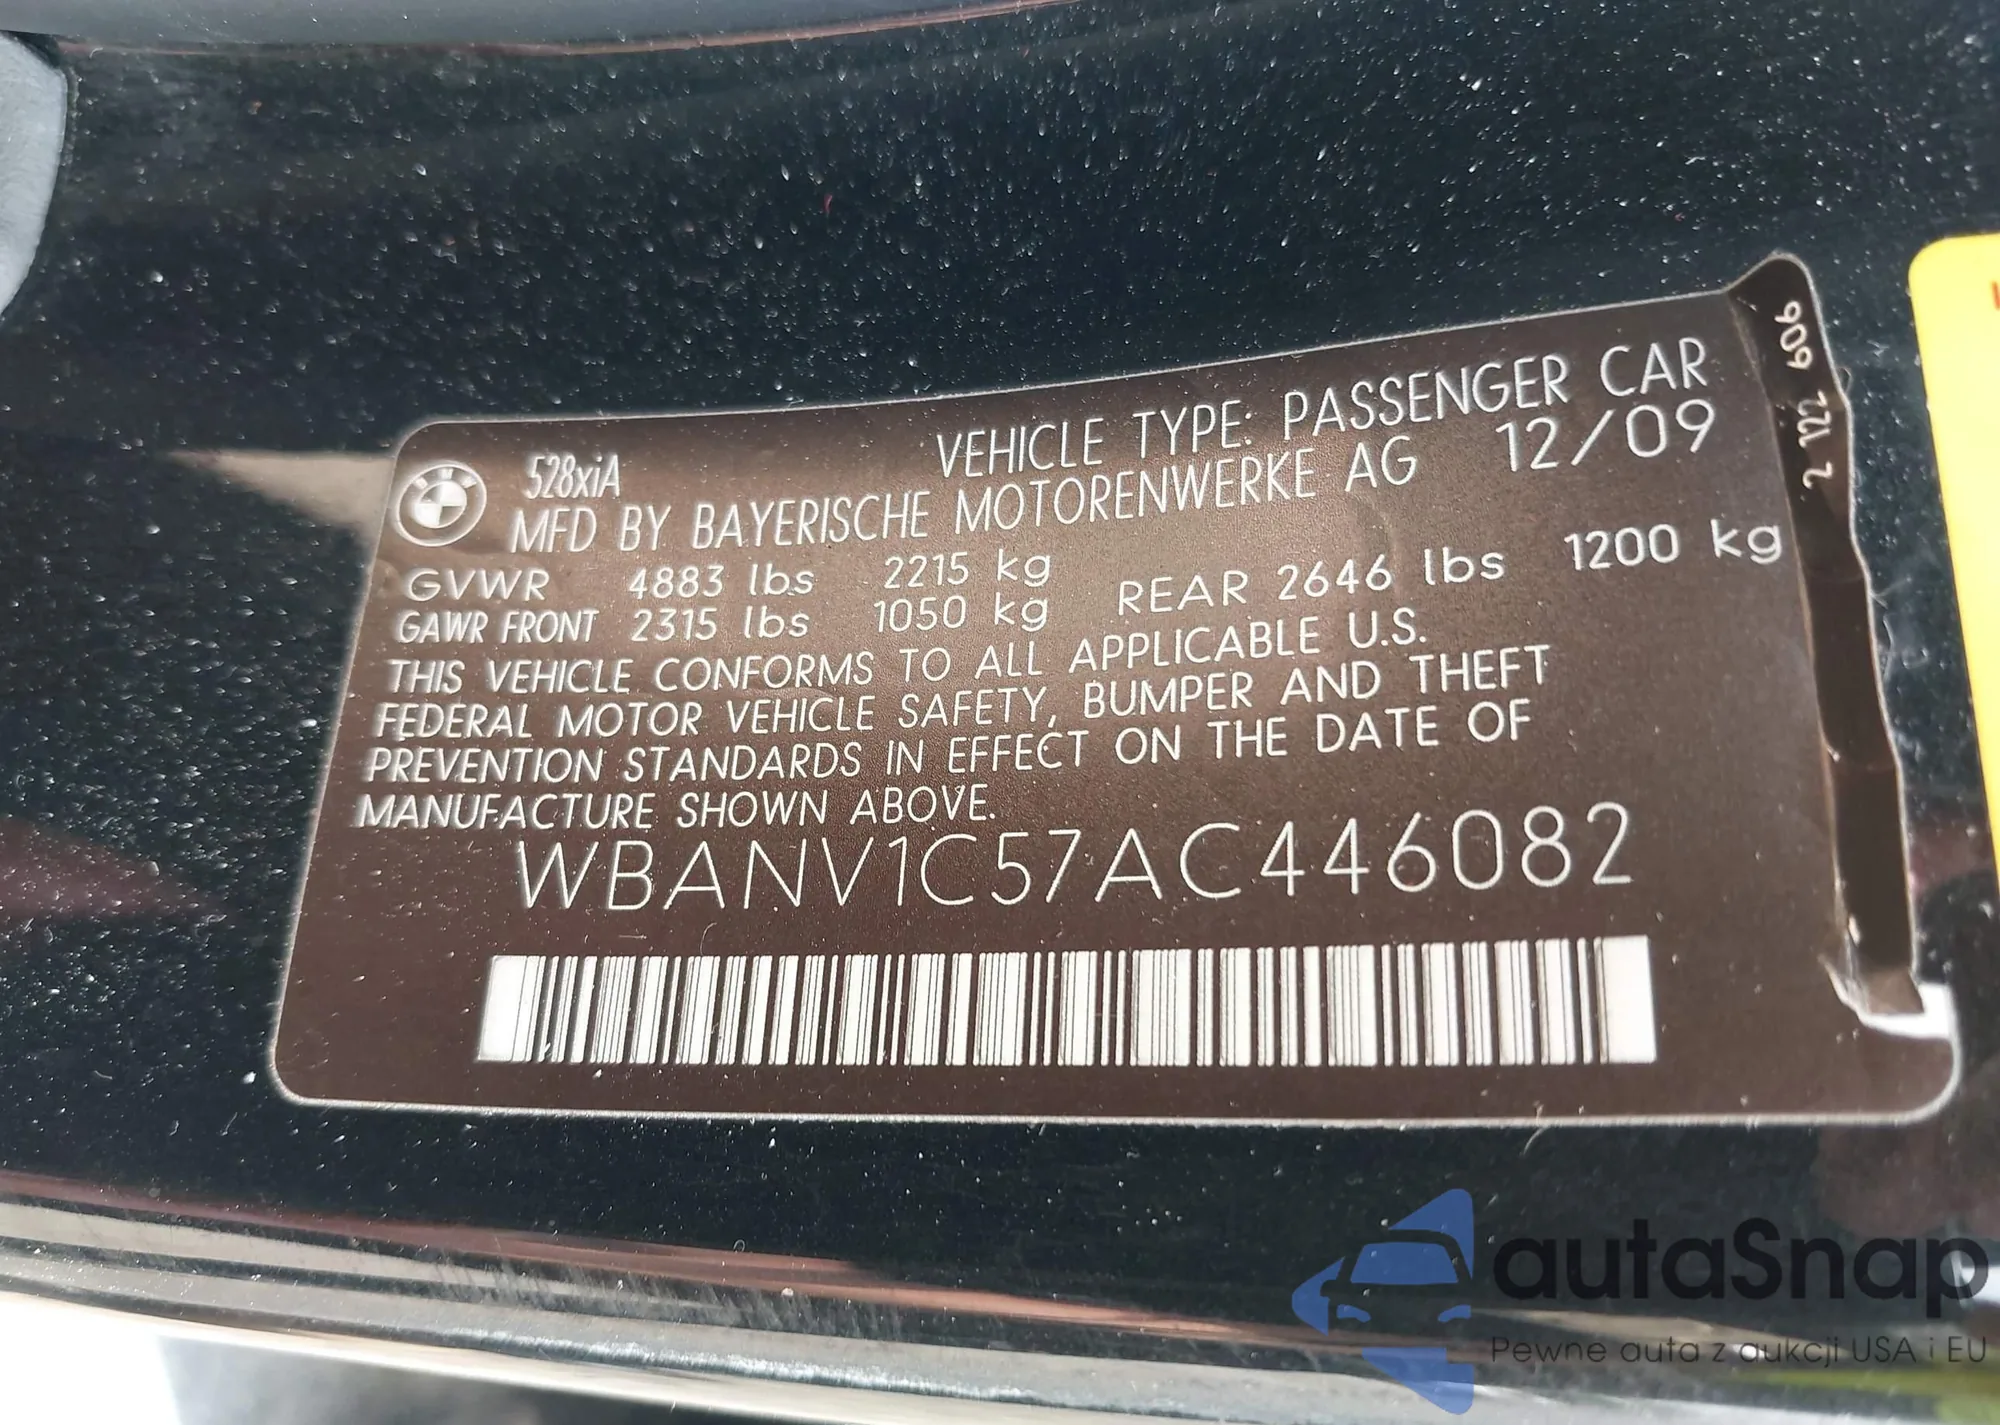 528xiA
VEHICLE TYPE: PASSENGER CAR
MFD BY BAYERISCHE MOTORENWERKE AG 12/09
GVWR 4883 lbs 2215 kg
GAWR FRONT 2315 lbs 1050 kg REAR 2646 lbs 1200 kg
THIS VEHICLE CONFORMS TO ALL APPLICABLE U.S.
FEDERAL MOTOR VEHICLE SAFETY, BUMPER AND THEFT
PREVENTION STANDARDS IN EFFECT ON THE DATE OF
MANUFACTURE SHOWN ABOVE.
WBANV1C57AC446082
2 122 606
autaSnap
Pewne auta z aukcji USA i EU